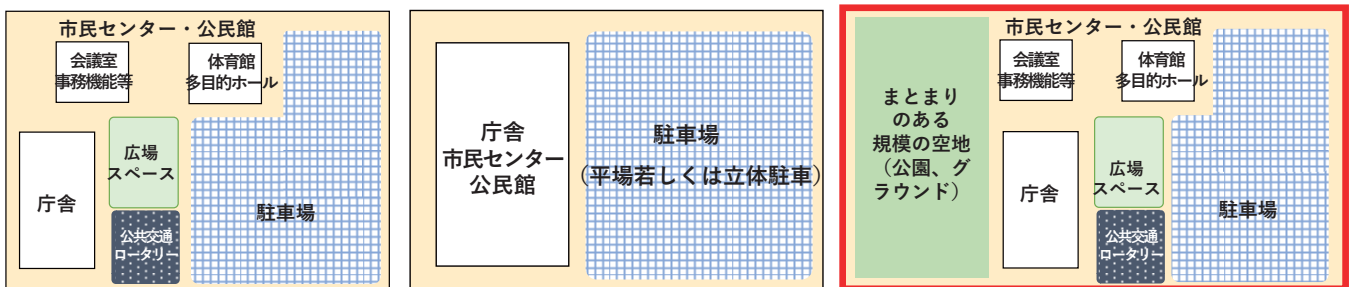 市民センター・公民館
会議室
事務機能等
体育館
多目的ホール
広場
スペース
庁舎
駐車場
公共交通
ロータリー
庁舎
市民センター
公民館
駐車場
（平場若しくは立体駐車）
まとまり
のある
規模の空地
（公園、グ
ラウンド）
市民センター・公民館
会議室
事務機能等
体育館
多目的ホール
広場
スペース
庁舎
駐車場
公共交通
ロータリー